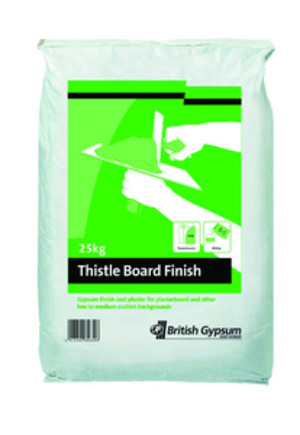 25kg
Thistle Board Finish
Gypsum finish coat plaster for plasterboard and other
low to medium suction backgrounds
British Gypsum